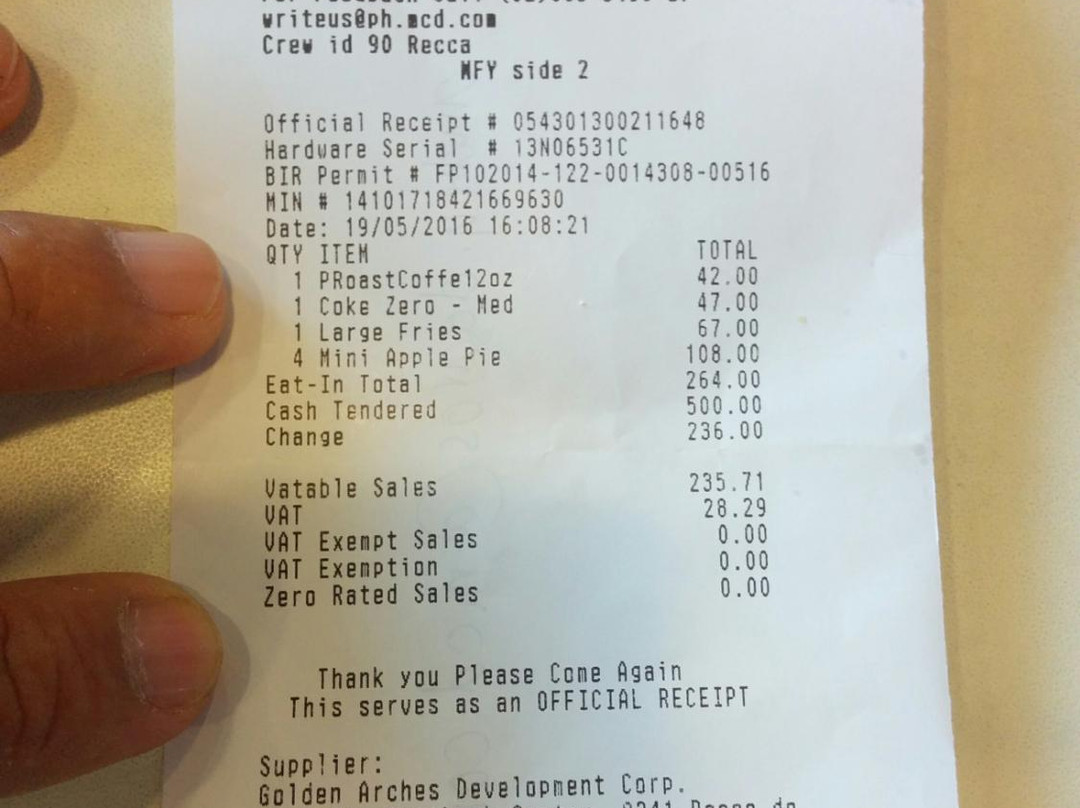 writeus@ph.mcd.com
Crew id 90 Recca
MFY side 2
Official Receipt # 054301300211648
Hardware Serial # 13N06531C
BIR Permit # FP102014-122-0014308-00516
MIN # 14101718421669630
Date: 19/05/2016 16:08:21
QTY ITEM TOTAL
1 PRoastCoffe12oz 42.00
1 Coke Zero - Med 47.00
1 Large Fries 67.00
4 Mini Apple Pie 108.00
Eat-In Total 264.00
Cash Tendered 500.00
Change 236.00
Vatable Sales 235.71
VAT 28.29
VAT Exempt Sales 0.00
VAT Exemption 0.00
Zero Rated Sales 0.00
Thank you Please Come Again
This serves as an OFFICIAL RECEIPT
Supplier:
Golden Arches Development Corp.